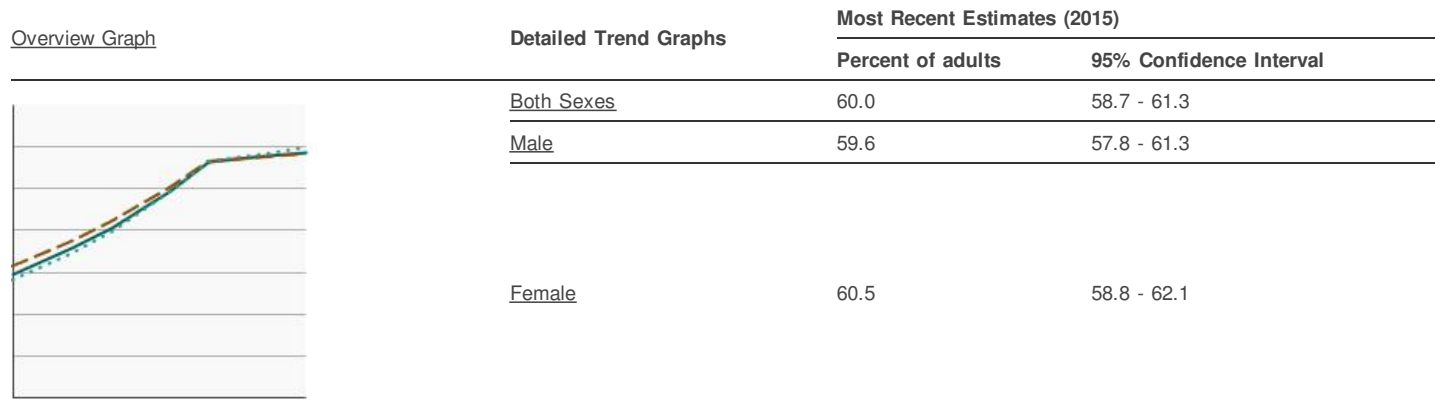 Overview Graph
Detailed Trend Graphs
Most Recent Estimates (2015)
Percent of adults 95% Confidence Interval
Both Sexes 60.0 58.7 - 61.3
Male 59.6 57.8 - 61.3
Female 60.5 58.8 - 62.1